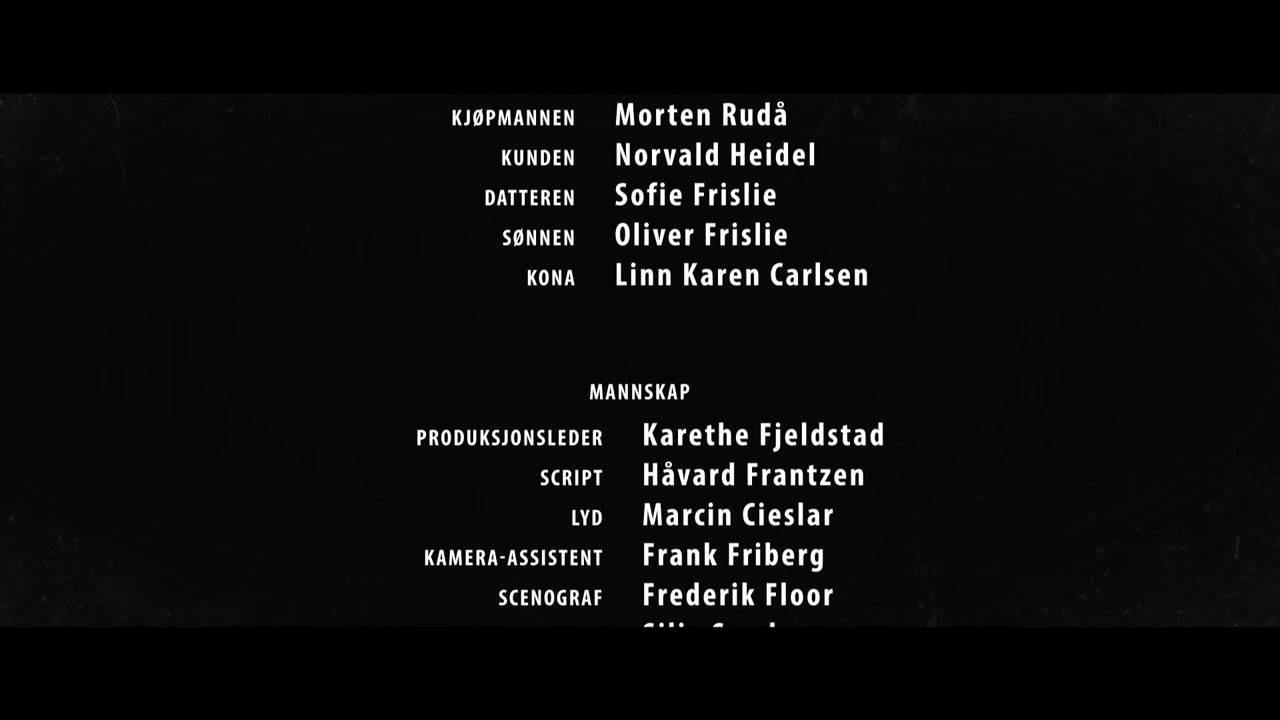 KJØPMANNEN Morten Rudå
KUNDEN Norvald Heidel
DATTEREN Sofie Frislie
SØNNEN Oliver Frislie
KONA Linn Karen Carlsen
MANNSKAP
PRODUKSJONSLEDER Karethe Fjeldstad
SCRIPT Håvard Frantzen
LYD Marcin Cieslar
KAMERA-ASSISTENT Frank Friberg
SCENOGRAF Frederik Floor